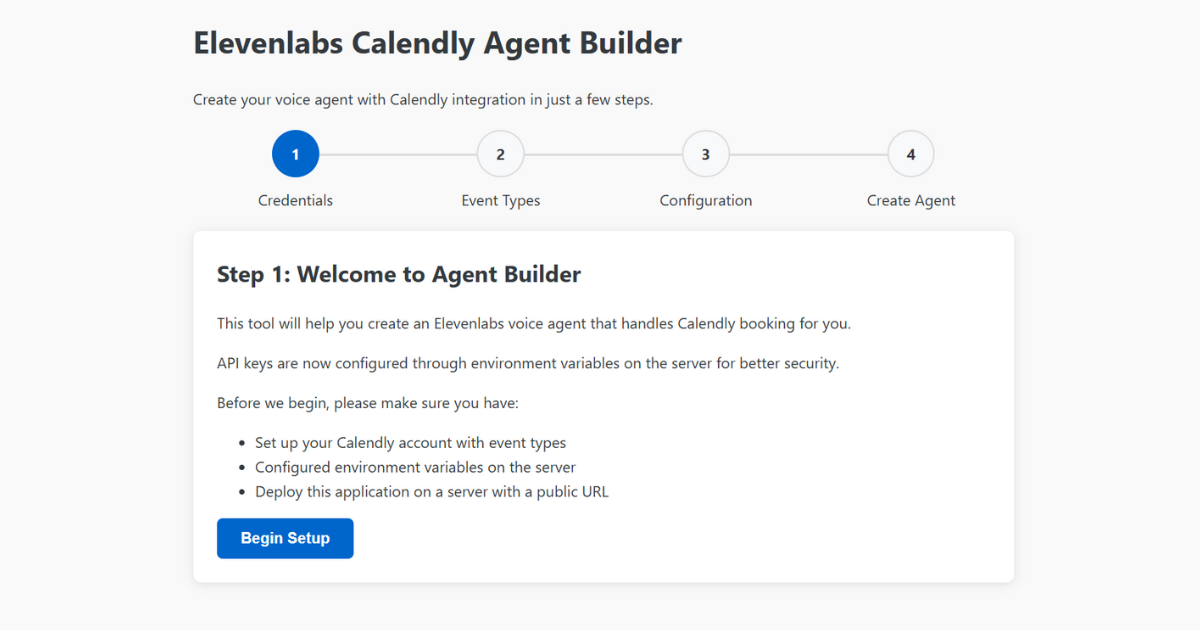 Elevenlabs Calendly Agent Builder
Create your voice agent with Calendly integration in just a few steps.
1
2
3
4
Credentials
Event Types
Configuration
Create Agent
Step 1: Welcome to Agent Builder
This tool will help you create an Elevenlabs voice agent that handles Calendly booking for you.
API keys are now configured through environment variables on the server for better security.
Before we begin, please make sure you have:
• Set up your Calendly account with event types
• Configured environment variables on the server
• Deploy this application on a server with a public URL
Begin Setup